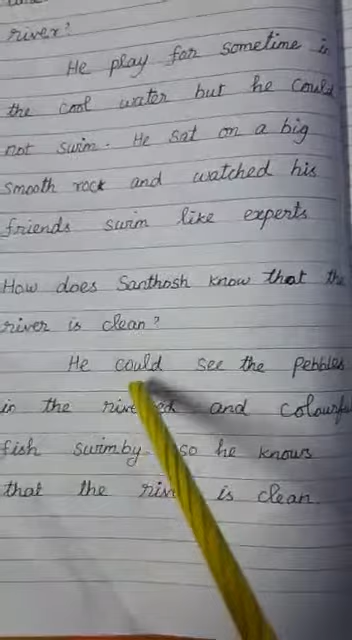 river?
He play for sometime in
the cool water but he could
not swim. He sat on a big
smooth rock and watched his
friends swim like experts
How does Santhosh know that the
river is clean?
He could see the pebbles
in the and
fish swimby so he knows
that the is clean.